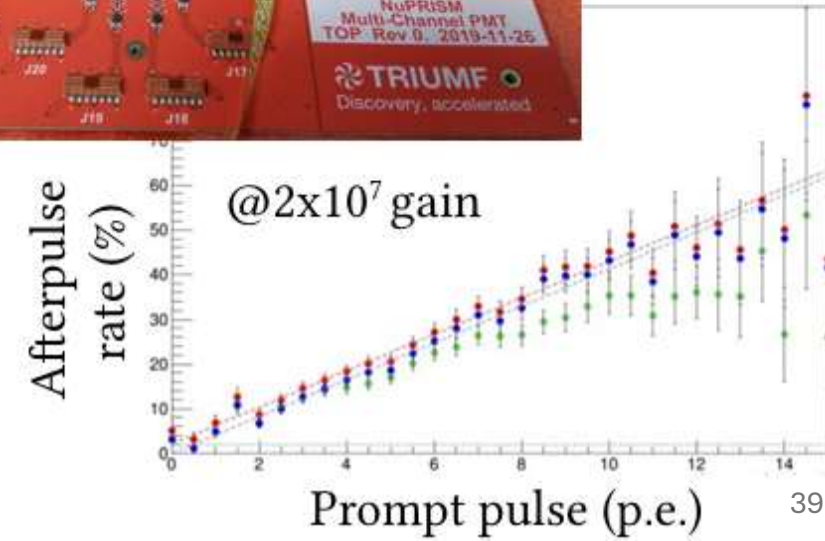 NuPRISM
Multi-Channel PMT
TOP Rev 0, 2019-11-26
J20
J17
J19
J18
TRIUMF
Discovery, accelerated
@2x10⁷ gain
Afterpulse
rate (%)
70
60
50
40
30
20
10
0
0 2 4 6 8 10 12 14
Prompt pulse (p.e.)
39